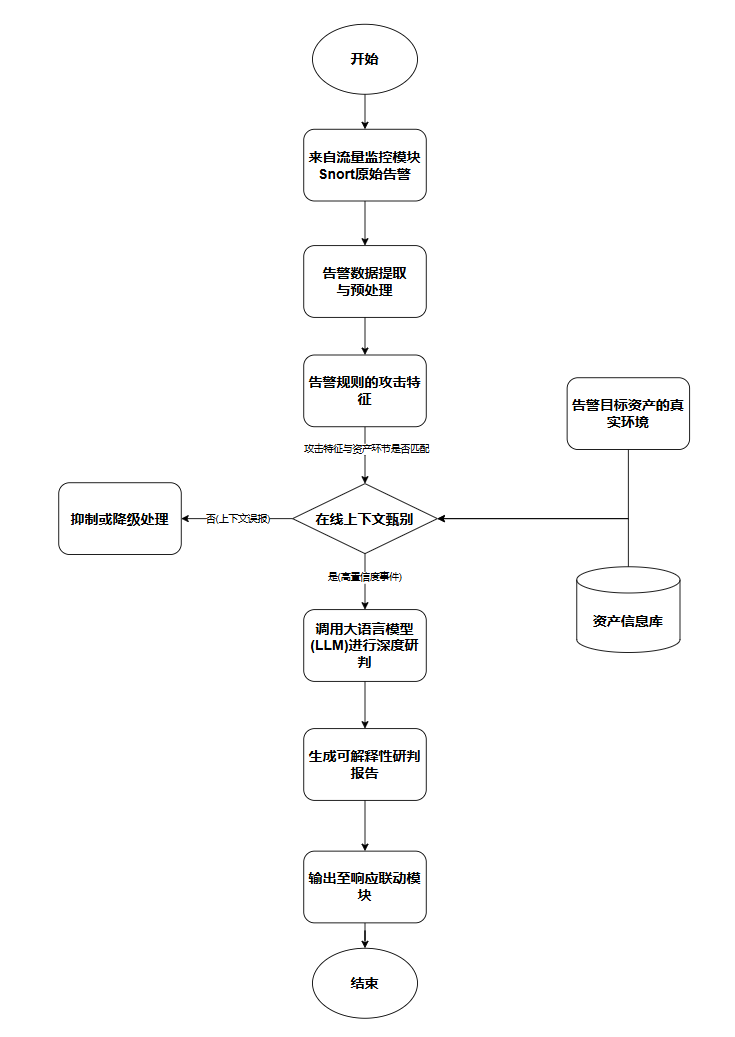 开始
来自流量监控模块
Snort原始告警
告警数据提取
与预处理
告警规则的攻击特
征
告警目标资产的真
实环境
攻击特征与资产环节是否匹配
抑制或降级处理
否(上下文误报)
在线上下文甄别
是(高置信度事件)
资产信息库
调用大语言模型
(LLM)进行深度研
判
生成可解释性研判
报告
输出至响应联动模
块
结束